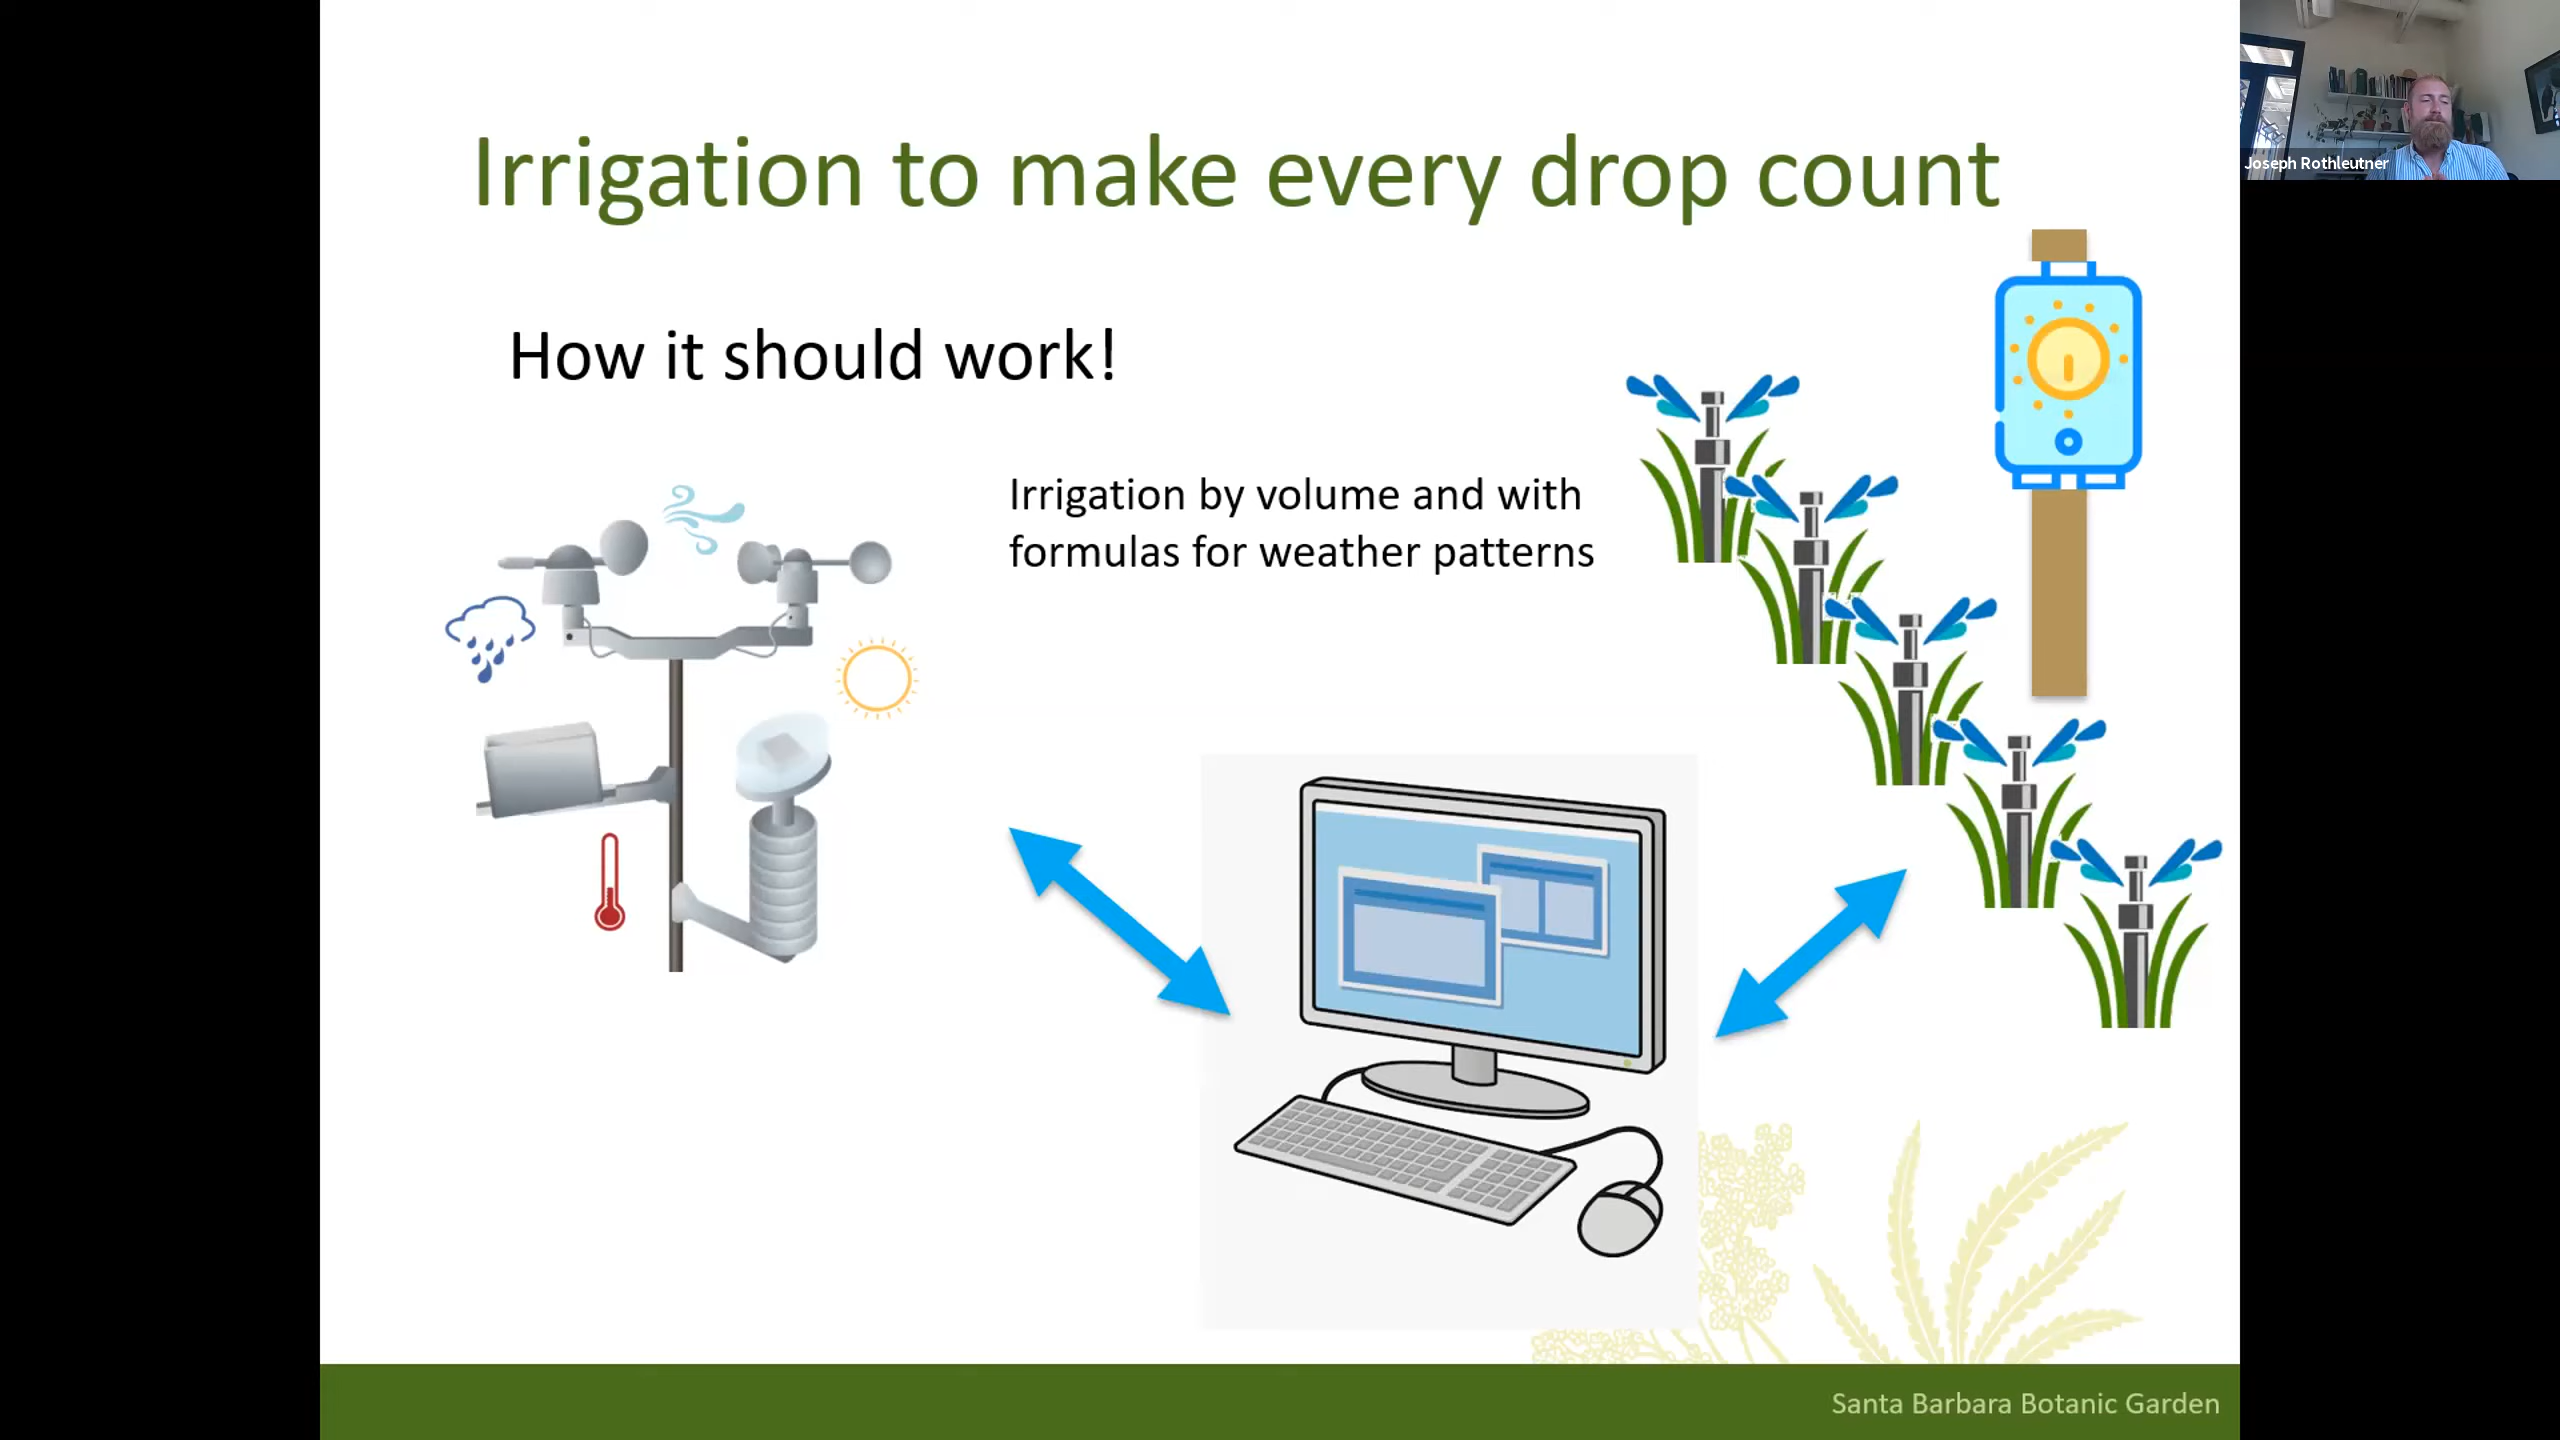 Irrigation to make every drop count
Joseph Rothleutner
How it should work!
Irrigation by volume and with
formulas for weather patterns
Santa Barbara Botanic Garden